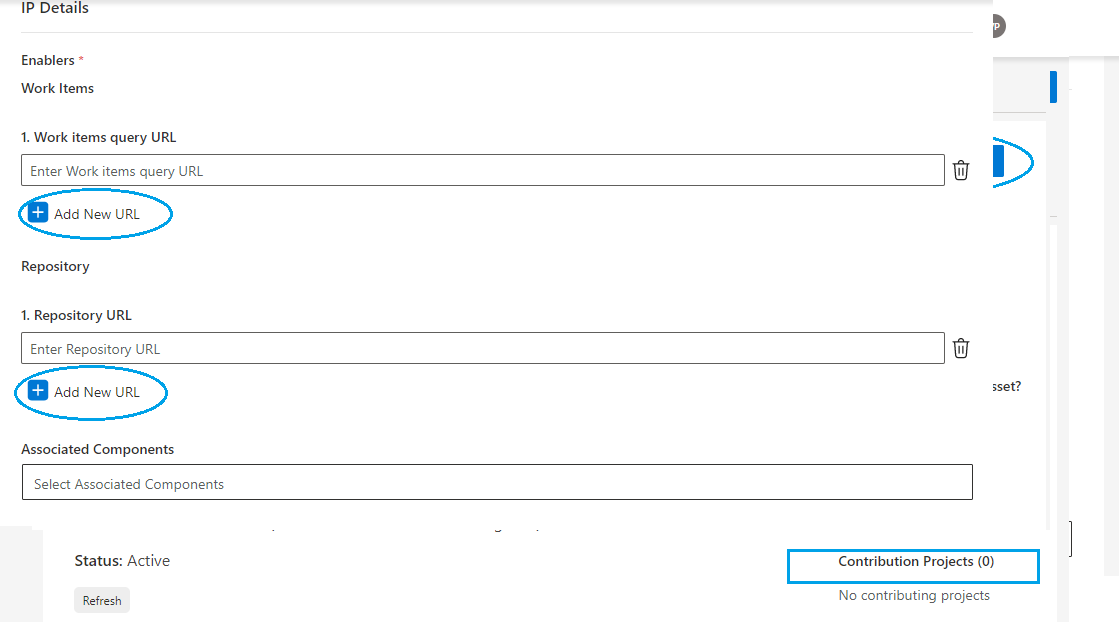 IP Details
Enablers *
Work Items
1. Work items query URL
Enter Work items query URL
Add New URL
Repository
1. Repository URL
Enter Repository URL
Add New URL
sset?
Associated Components
Select Associated Components
Status: Active
Contribution Projects (0)
Refresh
No contributing projects